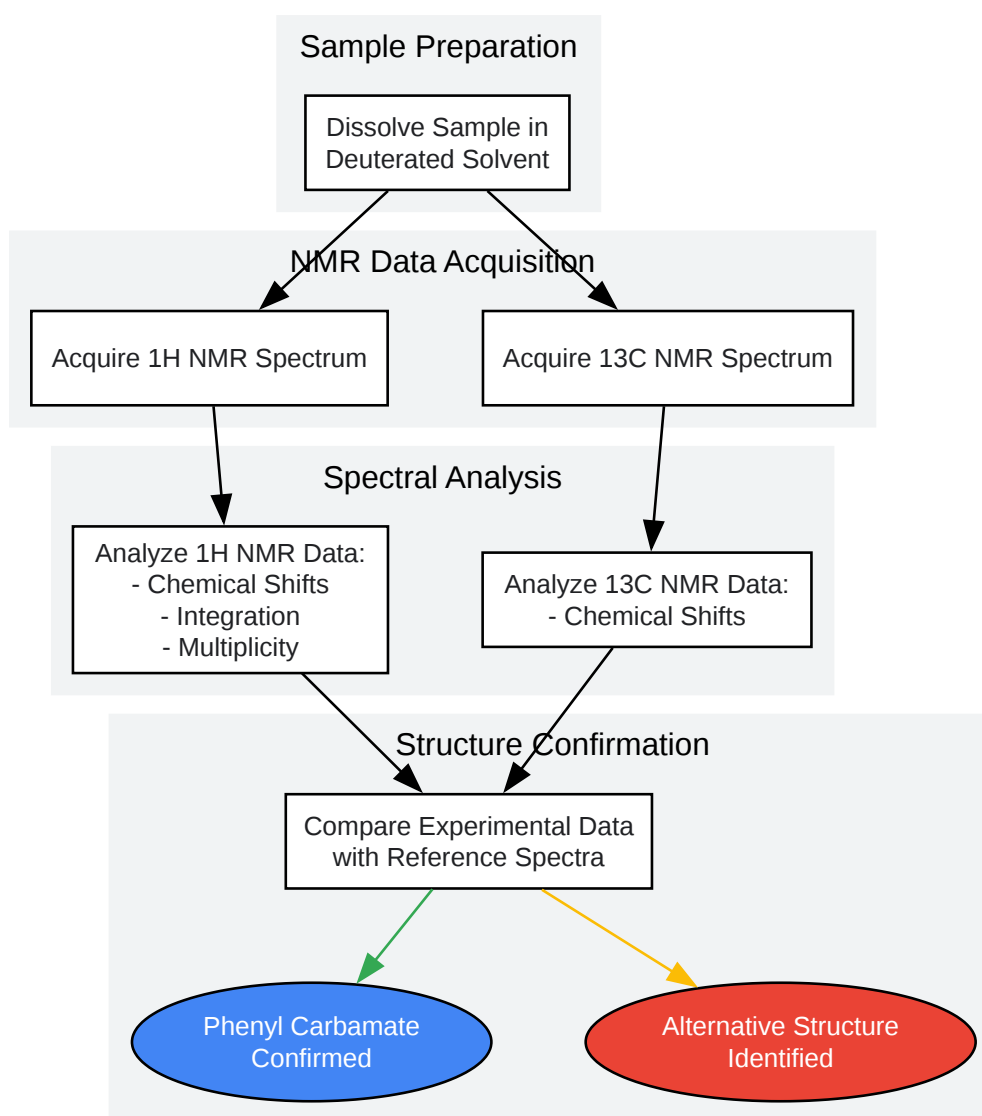 Sample Preparation
Dissolve Sample in
Deuterated Solvent
NMR Data Acquisition
Acquire 1H NMR Spectrum
Acquire 13C NMR Spectrum
Spectral Analysis
Analyze 1H NMR Data:
- Chemical Shifts
- Integration
- Multiplicity
Analyze 13C NMR Data:
- Chemical Shifts
Structure Confirmation
Compare Experimental Data
with Reference Spectra
Phenyl Carbamate
Confirmed
Alternative Structure
Identified